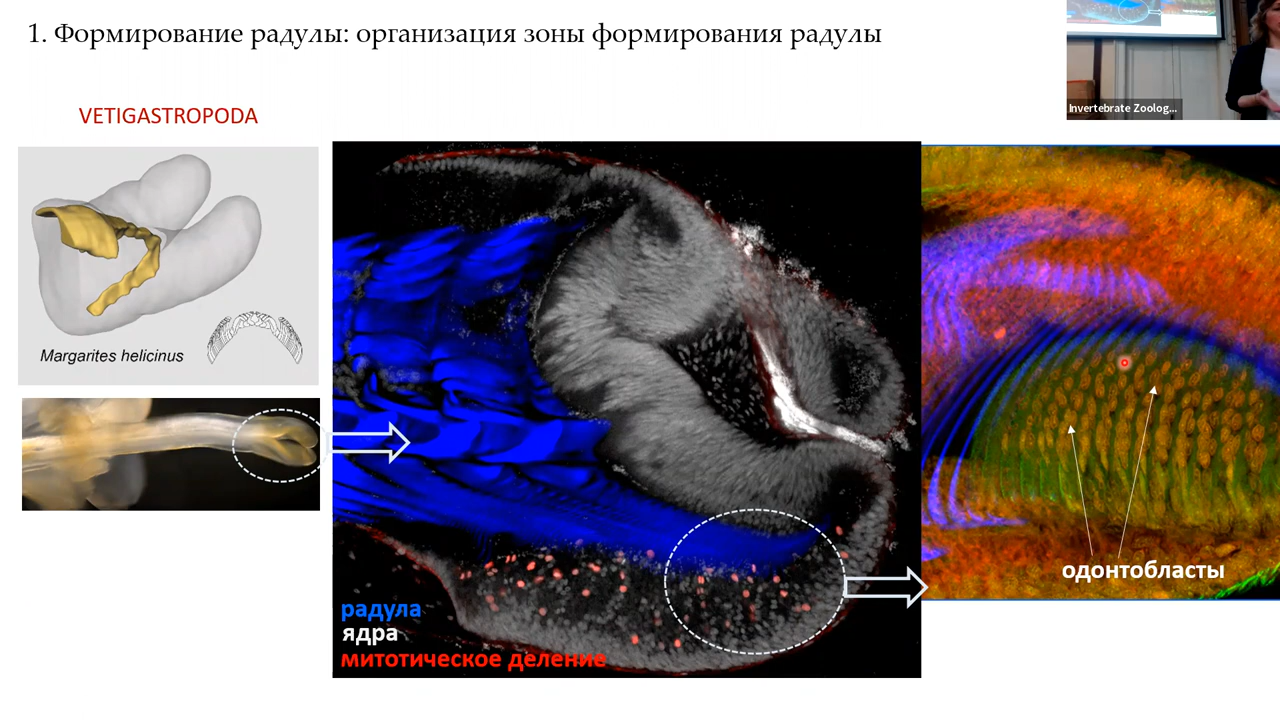 1. Формирование радулы: организация зоны формирования радулы
Invertebrate Zoolog...
VETIGASTROPODA
Margarites helicinus
радула
ядра
митотическое деление
одонтобласты